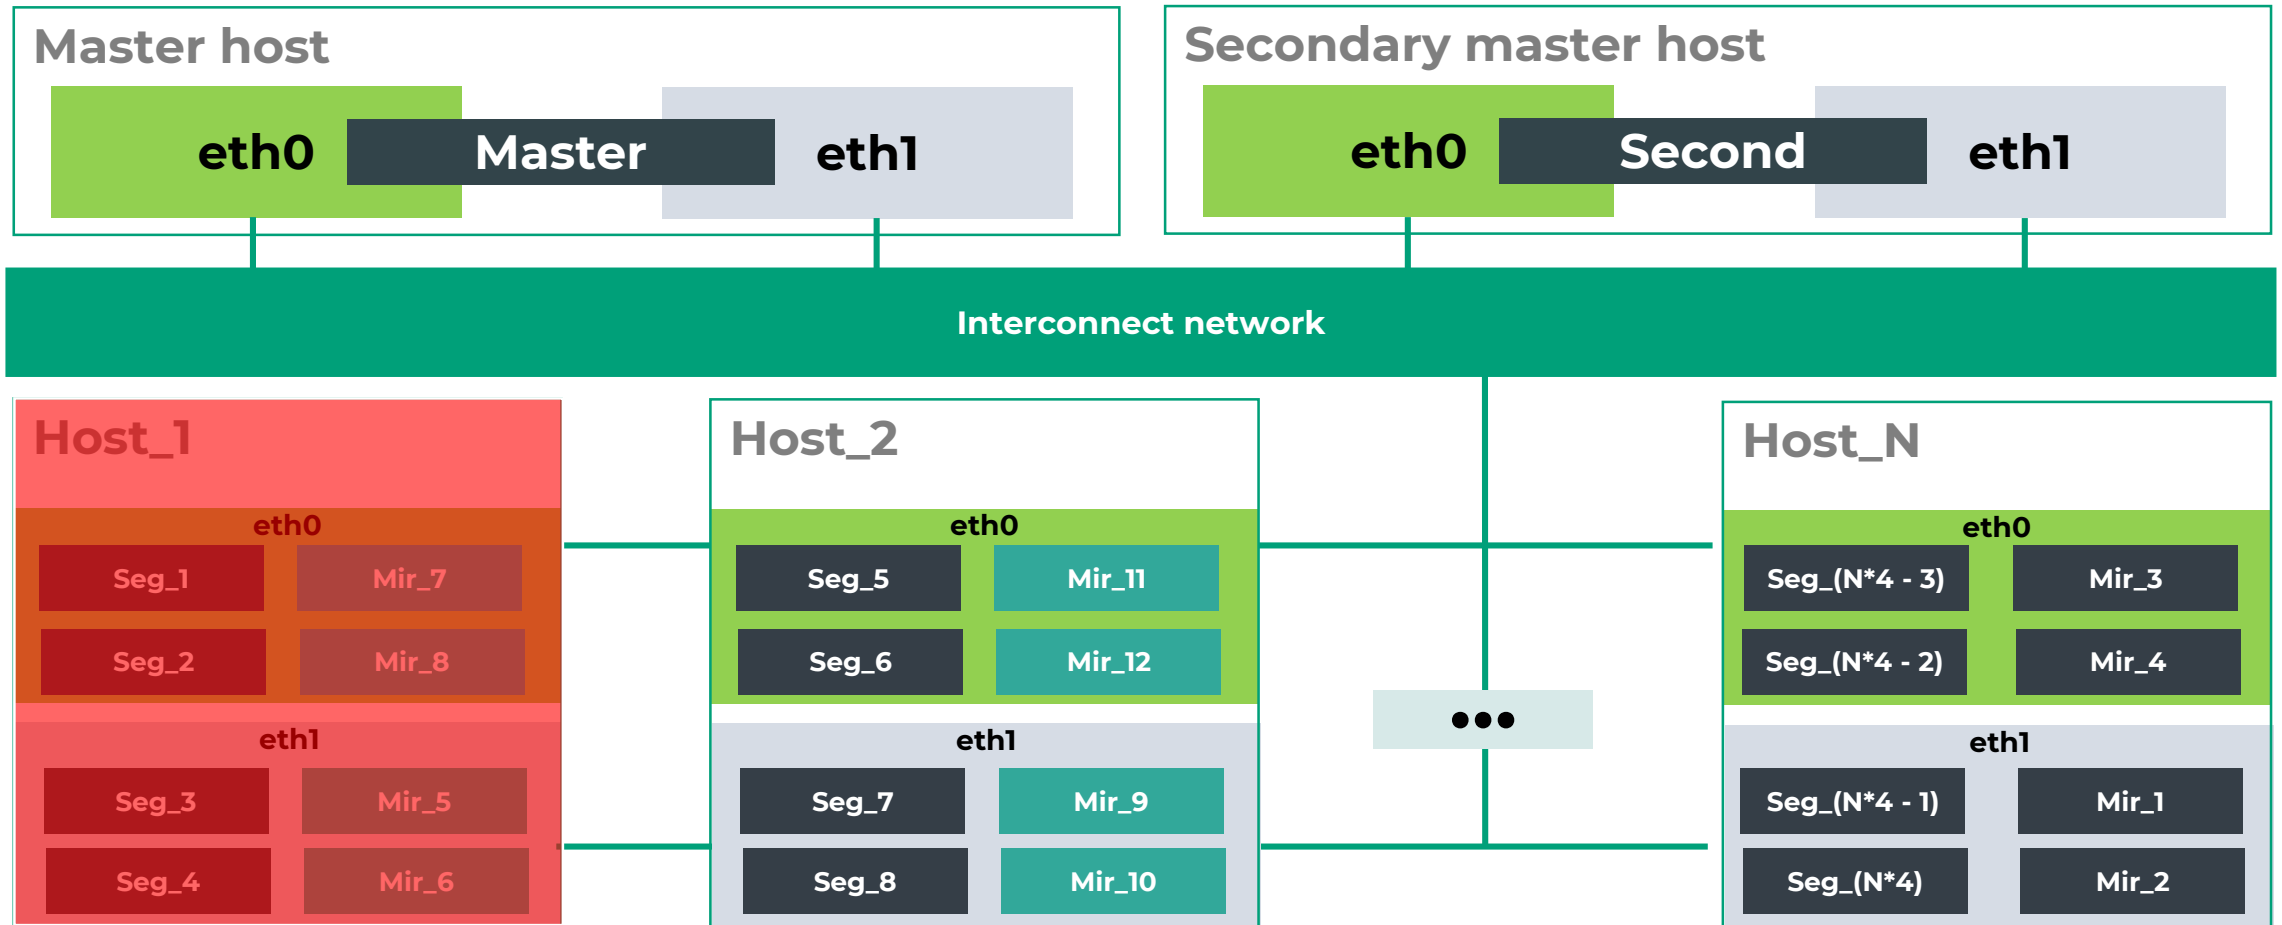 Master host
eth0
Master
eth1
Secondary master host
eth0
Second
eth1
Interconnect network
Host_1
eth0
Seg_1
Mir_7
Seg_2
Mir_8
eth1
Seg_3
Mir_5
Seg_4
Mir_6
Host_2
eth0
Seg_5
Mir_11
Seg_6
Mir_12
eth1
Seg_7
Mir_9
Seg_8
Mir_10
•••
Host_N
eth0
Seg_(N*4 - 3)
Mir_3
Seg_(N*4 - 2)
Mir_4
eth1
Seg_(N*4 - 1)
Mir_1
Seg_(N*4)
Mir_2